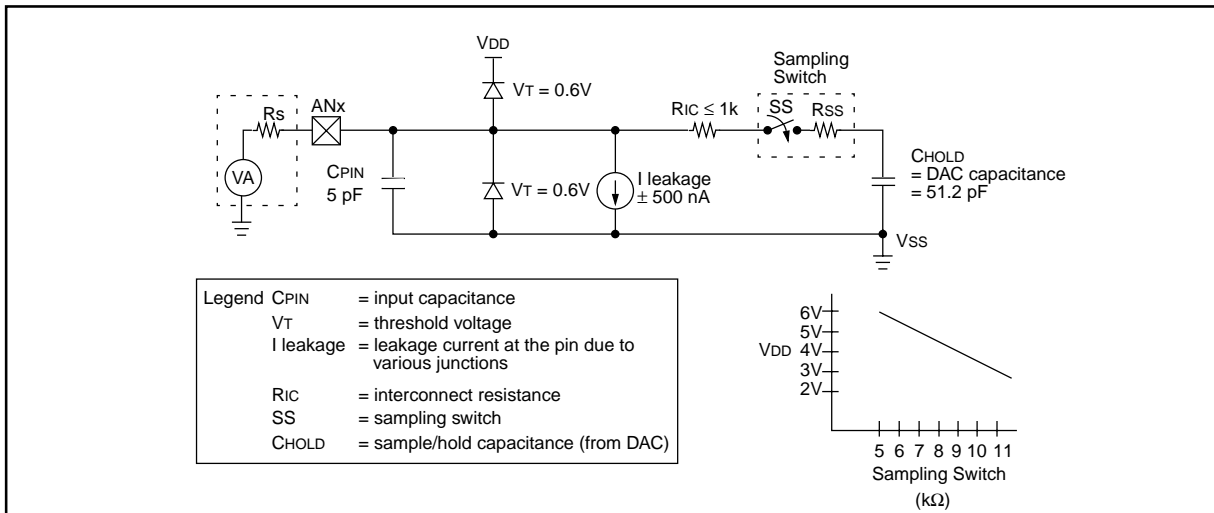 VDD
Sampling
Switch
VT = 0.6V
RS
ANx
RIC ≤ 1k
SS
RSS
VA
CPIN
5 pF
VT = 0.6V
I leakage
± 500 nA
CHOLD
= DAC capacitance
= 51.2 pF
VSS
Legend CPIN = input capacitance
VT = threshold voltage
I leakage = leakage current at the pin due to
various junctions
RIC = interconnect resistance
SS = sampling switch
CHOLD = sample/hold capacitance (from DAC)
6V
5V
VDD 4V
3V
2V
5 6 7 8 9 10 11
Sampling Switch
(kΩ)